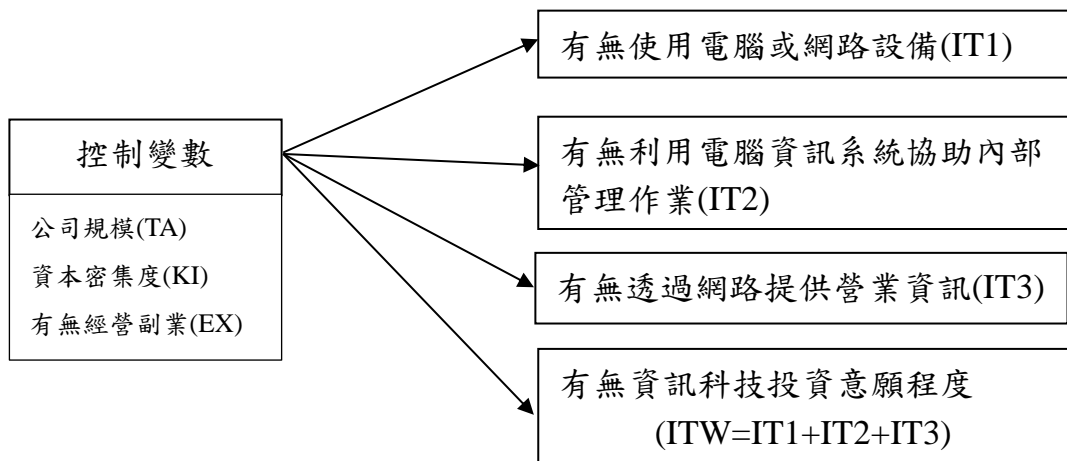 控制變數
公司規模(TA)
資本密集度(KI)
有無經營副業(EX)
有無使用電腦或網路設備(IT1)
有無利用電腦資訊系統協助內部
管理作業(IT2)
有無透過網路提供營業資訊(IT3)
有無資訊科技投資意願程度
(ITW=IT1+IT2+IT3)